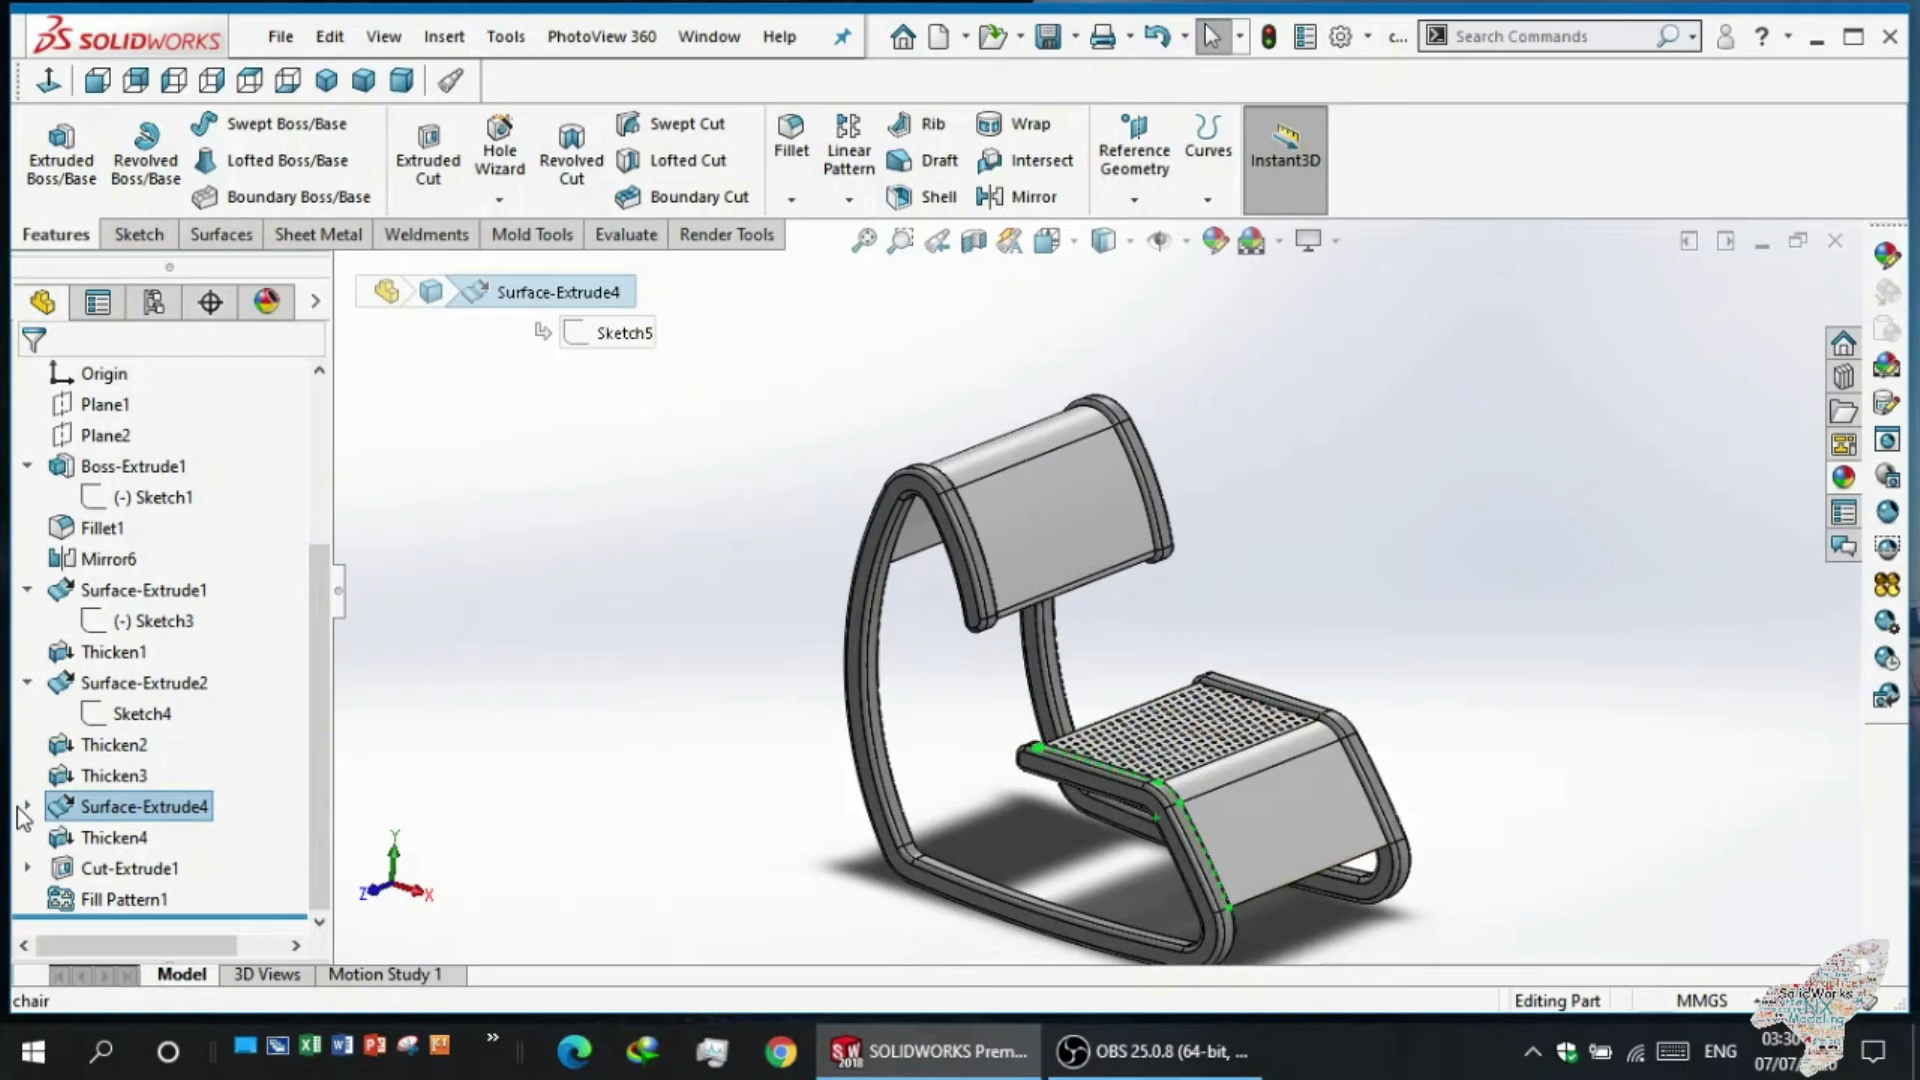 SOLIDWORKS File Edit View Insert Tools PhotoView 360 Window Help c... Search Commands
Extruded Boss/Base
Revolved Boss/Base
Swept Boss/Base
Lofted Boss/Base
Boundary Boss/Base
Extruded Cut
Hole Wizard
Revolved Cut
Swept Cut
Lofted Cut
Boundary Cut
Fillet
Linear Pattern
Rib
Draft
Shell
Wrap
Intersect
Mirror
Reference Geometry
Curves
Instant3D
Features Sketch Surfaces Sheet Metal Weldments Mold Tools Evaluate Render Tools
Surface-Extrude4
Sketch5
Origin
Plane1
Plane2
Boss-Extrude1
(-) Sketch1
Fillet1
Mirror6
Surface-Extrude1
(-) Sketch3
Thicken1
Surface-Extrude2
Sketch4
Thicken2
Thicken3
Surface-Extrude4
Thicken4
Cut-Extrude1
Fill Pattern1
Y
Z
X
Model 3D Views Motion Study 1
chair Editing Part MMGS
SolidWorks
NX
Modeling
SW 2018 SOLIDWORKS Prem... OBS 25.0.8 (64-bit, ... ENG